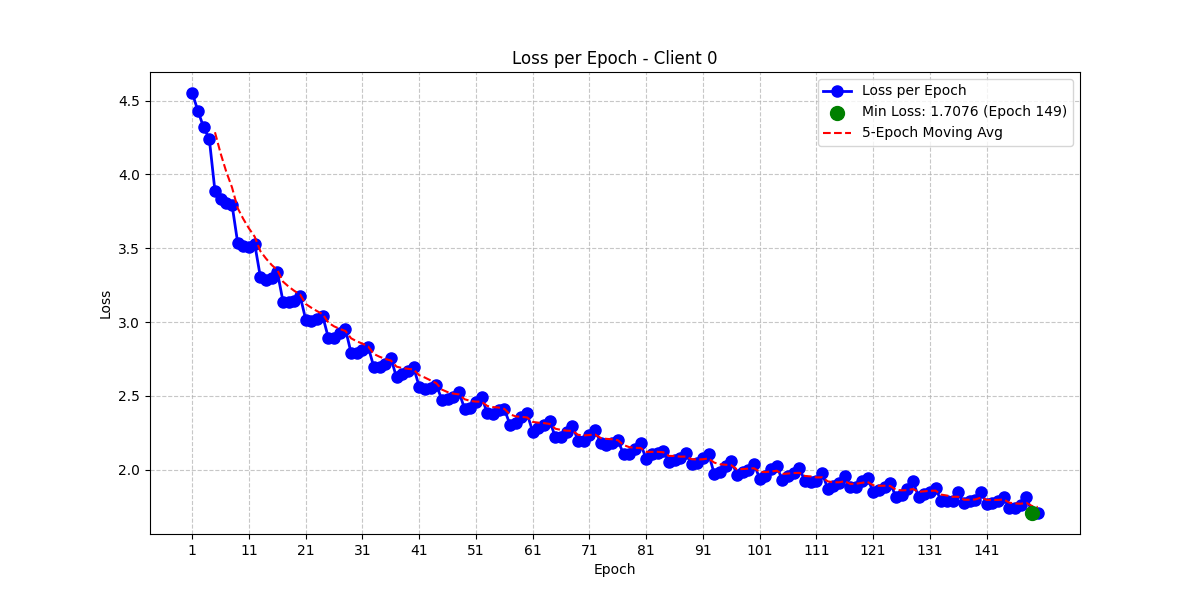 Loss per Epoch - Client 0
Loss per Epoch
Min Loss: 1.7076 (Epoch 149)
5-Epoch Moving Avg
Loss
4.5
4.0
3.5
3.0
2.5
2.0
1 11 21 31 41 51 61 71 81 91 101 111 121 131 141
Epoch